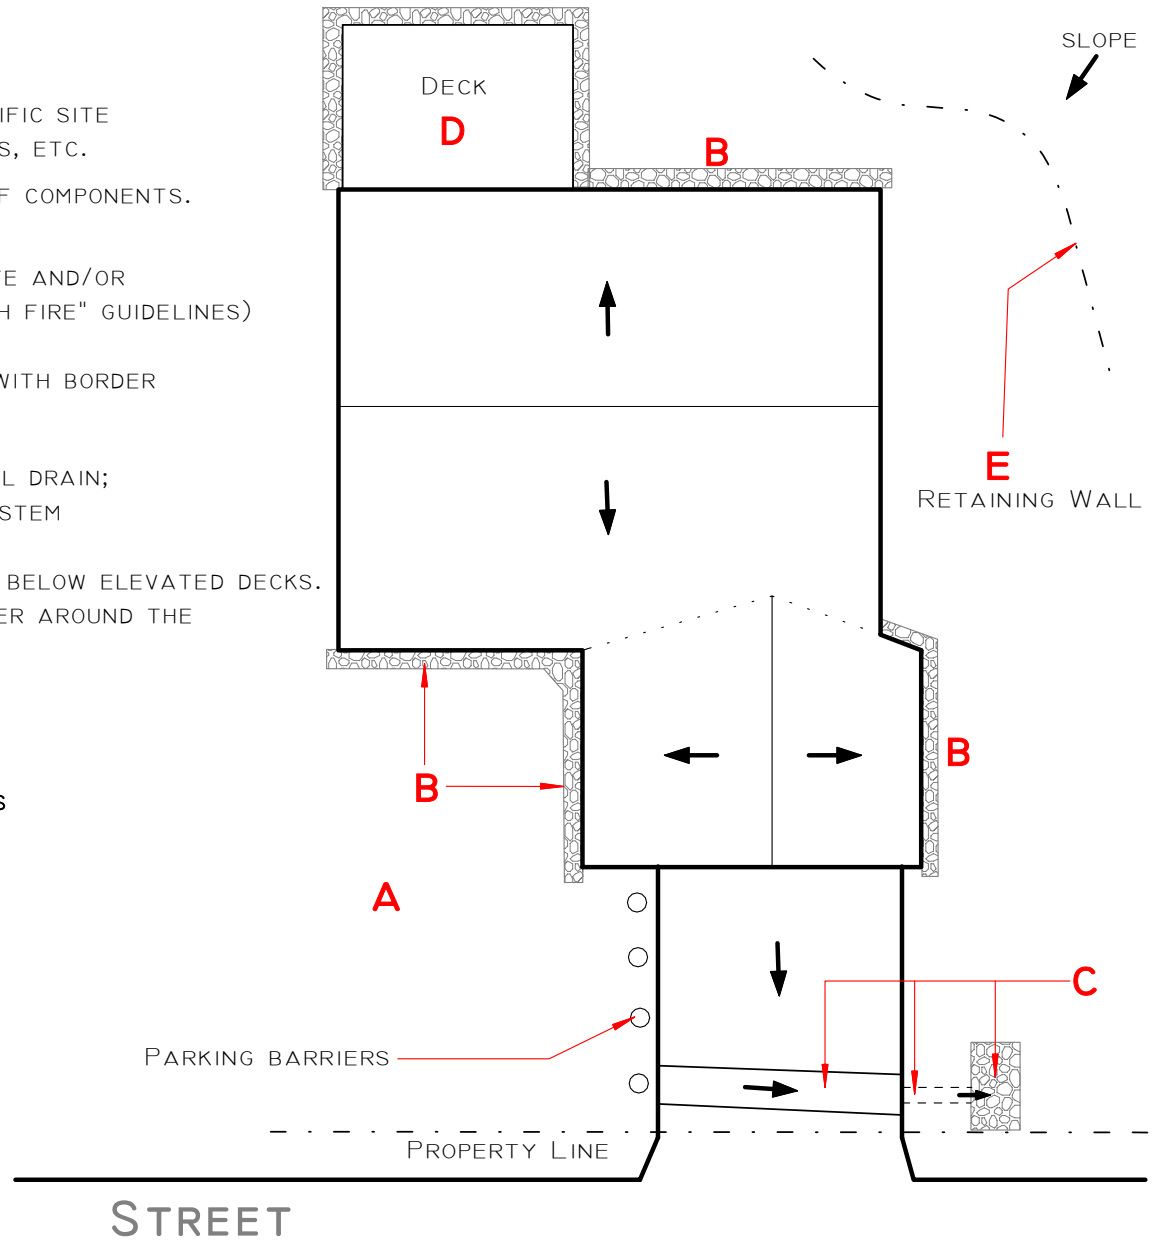 SLOPE
DECK
D
IFIC SITE
S, ETC.
B
F COMPONENTS.
TE AND/OR
H FIRE" GUIDELINES)
WITH BORDER
E
RETAINING WALL
L DRAIN;
STEM
BELOW ELEVATED DECKS.
ER AROUND THE
B
B
S
A
C
PARKING BARRIERS
PROPERTY LINE
STREET